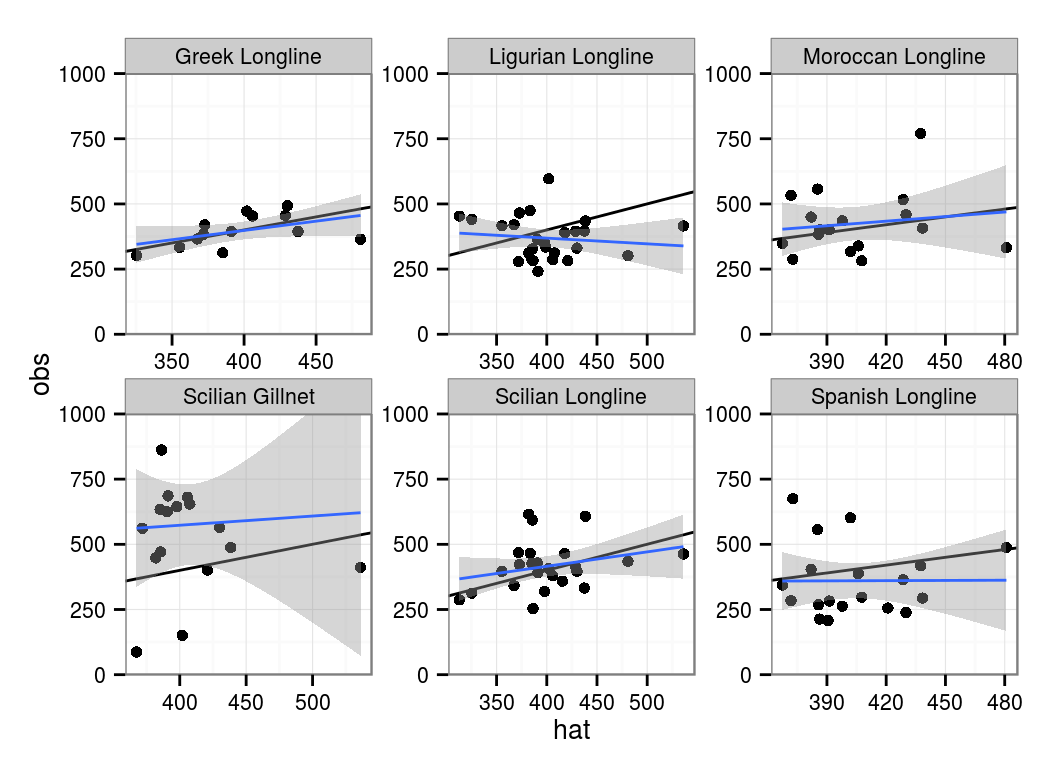 Greek Longline Ligurian Longline Moroccan Longline
1000 1000 1000
750 750 750
500 500 500
250 250 250
0 0 0
350 400 450 350 400 450 500 390 420 450 480
obs
Scilian Gillnet Scilian Longline Spanish Longline
1000 1000 1000
750 750 750
500 500 500
250 250 250
0 0 0
400 450 500 350 400 450 500 390 420 450 480
hat